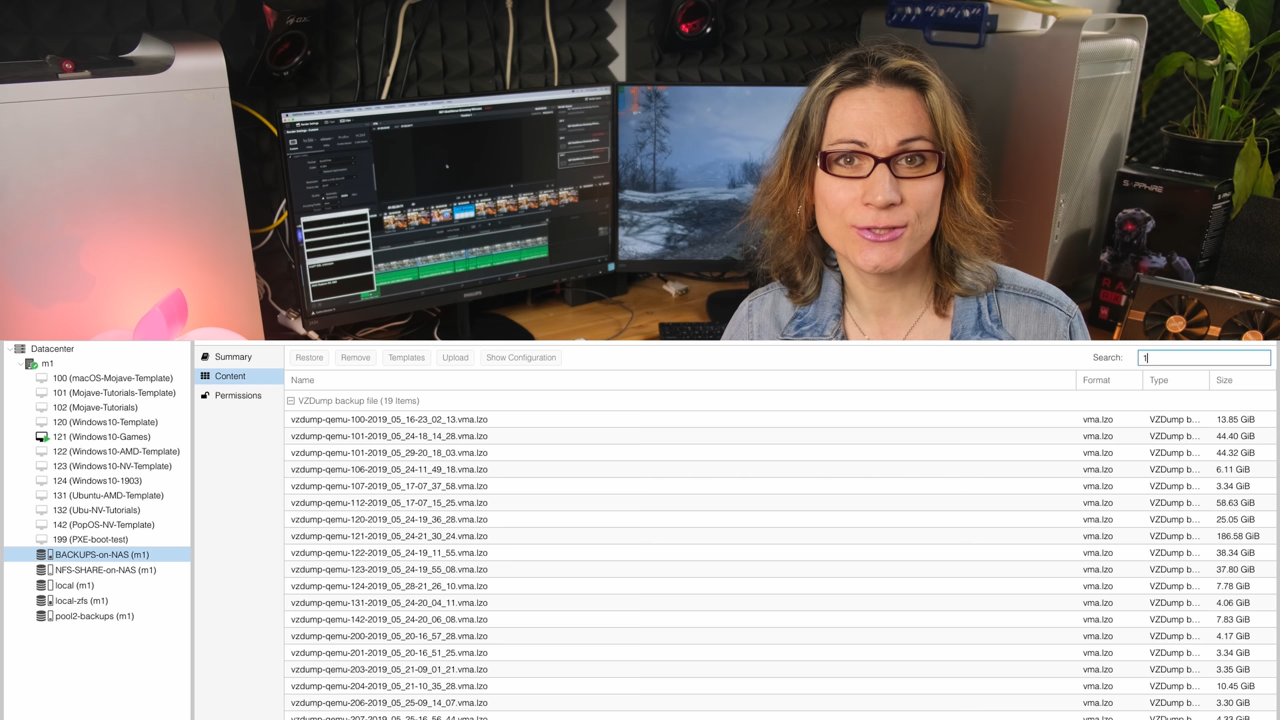 SAPPHIRE
PHILIPS
Datacenter
m1
100 (macOS-Mojave-Template)
101 (Mojave-Tutorials-Template)
102 (Mojave-Tutorials)
120 (Windows10-Template)
121 (Windows10-Games)
122 (Windows10-AMD-Template)
123 (Windows10-NV-Template)
124 (Windows10-1903)
131 (Ubuntu-AMD-Template)
132 (Ubu-NV-Tutorials)
142 (PopOS-NV-Template)
199 (PXE-boot-test)
BACKUPS-on-NAS (m1)
NFS-SHARE-on-NAS (m1)
local (m1)
local-zfs (m1)
pool2-backups (m1)
Summary
Content
Permissions
Restore Remove Templates Upload Show Configuration Search: 1
Name Format Type Size
VZDump backup file (19 Items)
vzdump-qemu-100-2019_05_16-23_02_13.vma.lzo vma.lzo VZDump b... 13.85 GiB
vzdump-qemu-101-2019_05_24-18_14_28.vma.lzo vma.lzo VZDump b... 44.40 GiB
vzdump-qemu-101-2019_05_29-20_18_03.vma.lzo vma.lzo VZDump b... 44.32 GiB
vzdump-qemu-106-2019_05_24-11_49_18.vma.lzo vma.lzo VZDump b... 6.11 GiB
vzdump-qemu-107-2019_05_17-07_37_58.vma.lzo vma.lzo VZDump b... 3.34 GiB
vzdump-qemu-112-2019_05_17-07_15_25.vma.lzo vma.lzo VZDump b... 58.63 GiB
vzdump-qemu-120-2019_05_24-19_36_28.vma.lzo vma.lzo VZDump b... 25.05 GiB
vzdump-qemu-121-2019_05_24-21_30_24.vma.lzo vma.lzo VZDump b... 186.58 GiB
vzdump-qemu-122-2019_05_24-19_11_55.vma.lzo vma.lzo VZDump b... 38.34 GiB
vzdump-qemu-123-2019_05_24-19_55_08.vma.lzo vma.lzo VZDump b... 37.80 GiB
vzdump-qemu-124-2019_05_28-21_26_10.vma.lzo vma.lzo VZDump b... 7.78 GiB
vzdump-qemu-131-2019_05_24-20_04_11.vma.lzo vma.lzo VZDump b... 4.06 GiB
vzdump-qemu-142-2019_05_24-20_06_08.vma.lzo vma.lzo VZDump b... 7.83 GiB
vzdump-qemu-200-2019_05_20-16_57_28.vma.lzo vma.lzo VZDump b... 4.17 GiB
vzdump-qemu-201-2019_05_20-16_51_25.vma.lzo vma.lzo VZDump b... 3.34 GiB
vzdump-qemu-203-2019_05_21-09_01_21.vma.lzo vma.lzo VZDump b... 3.35 GiB
vzdump-qemu-204-2019_05_21-10_35_28.vma.lzo vma.lzo VZDump b... 10.45 GiB
vzdump-qemu-206-2019_05_25-09_14_07.vma.lzo vma.lzo VZDump b... 3.30 GiB
vzdump-qemu-207-2019_05_25-16_56_44.vma.lzo vma.lzo VZDump b... 4.33 GiB